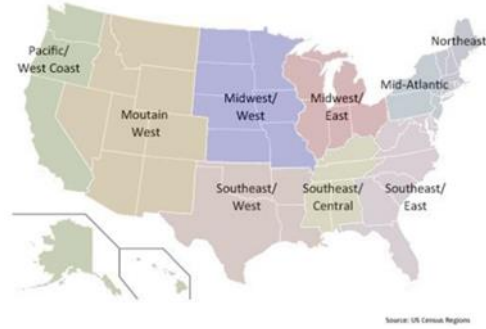 Northeast
Pacific/
West Coast
Mid-Atlantic
Midwest/
West
Midwest/
East
Moutain
West
Southeast/
West
Southeast/
Central
Southeast/
East
Source: US Census Regions